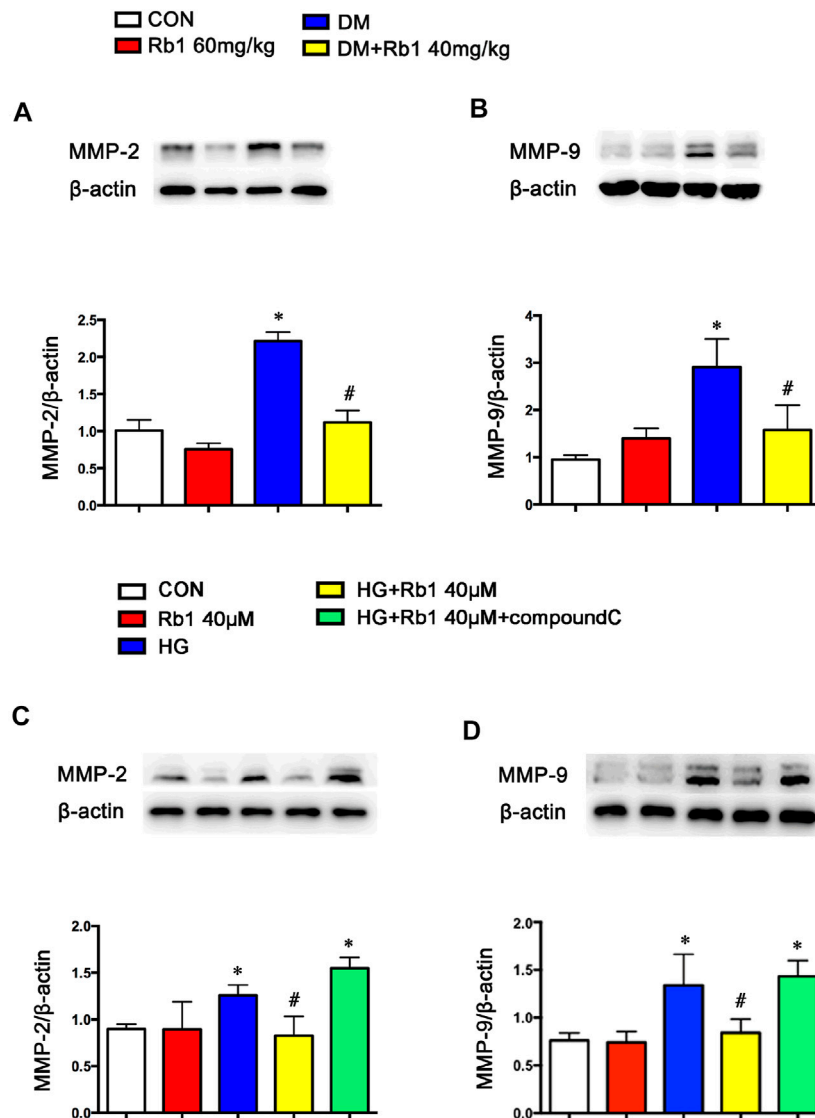 CON DM
Rb1 60mg/kg DM+Rb1 40mg/kg
A B
MMP-2
β-actin
MMP-9
β-actin
MMP-2/β-actin
2.5
2.0
1.5
1.0
0.5
0.0
*
#
MMP-9/β-actin
4
3
2
1
0
*
#
CON HG+Rb1 40μM
Rb1 40μM HG+Rb1 40μM+compoundC
HG
C D
MMP-2
β-actin
MMP-9
β-actin
MMP-2/β-actin
2.0
1.5
1.0
0.5
0.0
*
#
*
MMP-9/β-actin
2.0
1.5
1.0
0.5
0.0
*
#
*